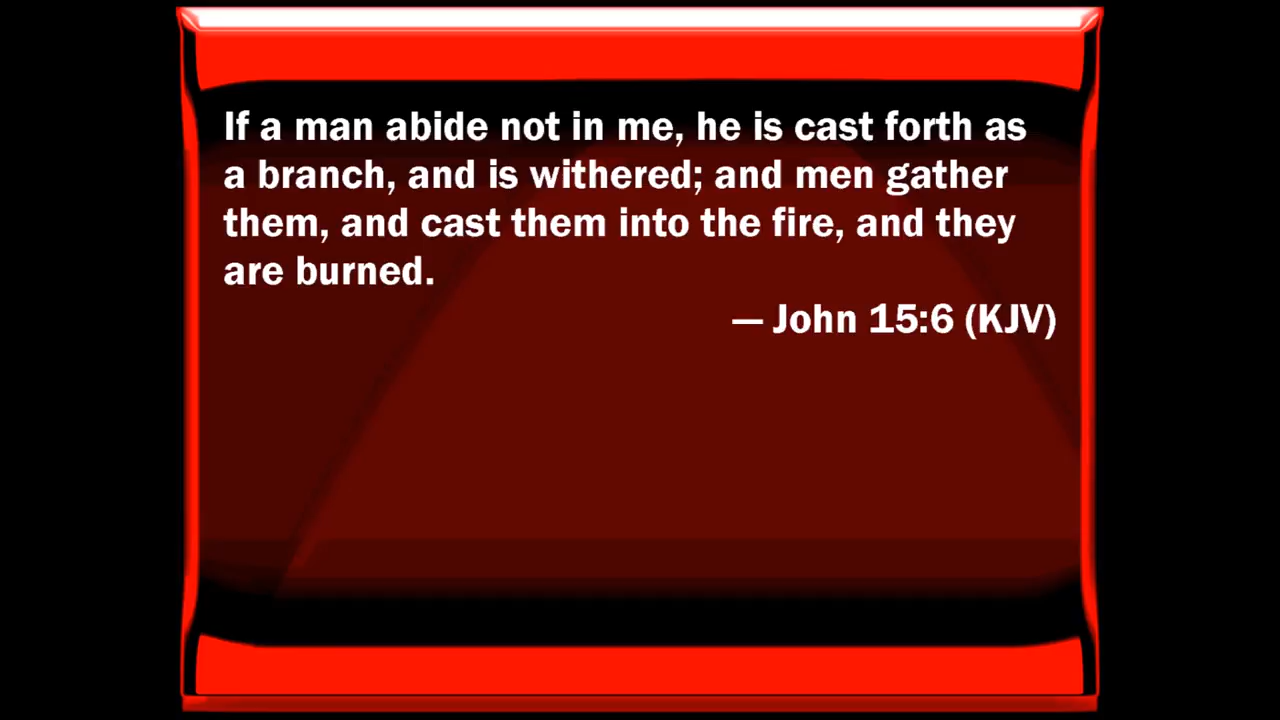 If a man abide not in me, he is cast forth as
a branch, and is withered; and men gather
them, and cast them into the fire, and they
are burned.
— John 15:6 (KJV)